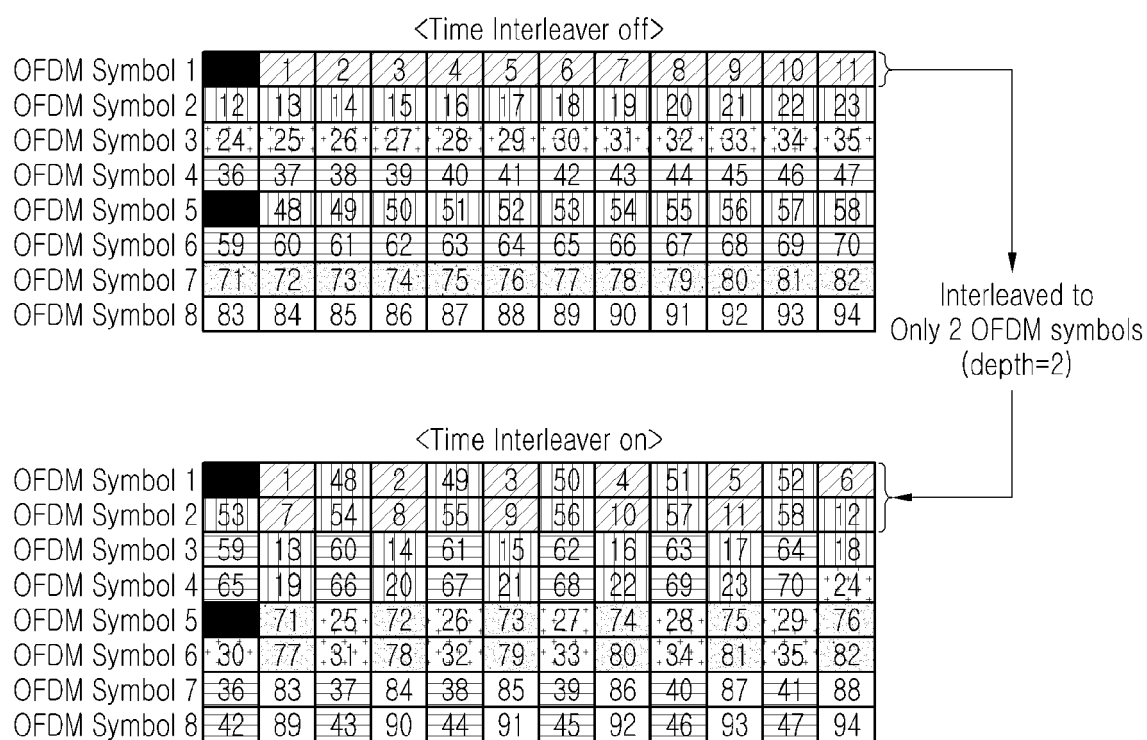 <Time Interleaver off>
OFDM Symbol 1 1 2 3 4 5 6 7 8 9 10 11
OFDM Symbol 2 12 13 14 15 16 17 18 19 20 21 22 23
OFDM Symbol 3 24 25 26 27 28 29 30 31 32 33 34 35
OFDM Symbol 4 36 37 38 39 40 41 42 43 44 45 46 47
OFDM Symbol 5 48 49 50 51 52 53 54 55 56 57 58
OFDM Symbol 6 59 60 61 62 63 64 65 66 67 68 69 70
OFDM Symbol 7 71 72 73 74 75 76 77 78 79 80 81 82
OFDM Symbol 8 83 84 85 86 87 88 89 90 91 92 93 94
Interleaved to
Only 2 OFDM symbols
(depth=2)
<Time Interleaver on>
OFDM Symbol 1 1 48 2 49 3 50 4 51 5 52 6
OFDM Symbol 2 53 7 54 8 55 9 56 10 57 11 58 12
OFDM Symbol 3 59 13 60 14 61 15 62 16 63 17 64 18
OFDM Symbol 4 65 19 66 20 67 21 68 22 69 23 70 24
OFDM Symbol 5 71 25 72 26 73 27 74 28 75 29 76
OFDM Symbol 6 30 77 31 78 32 79 33 80 34 81 35 82
OFDM Symbol 7 36 83 37 84 38 85 39 86 40 87 41 88
OFDM Symbol 8 42 89 43 90 44 91 45 92 46 93 47 94